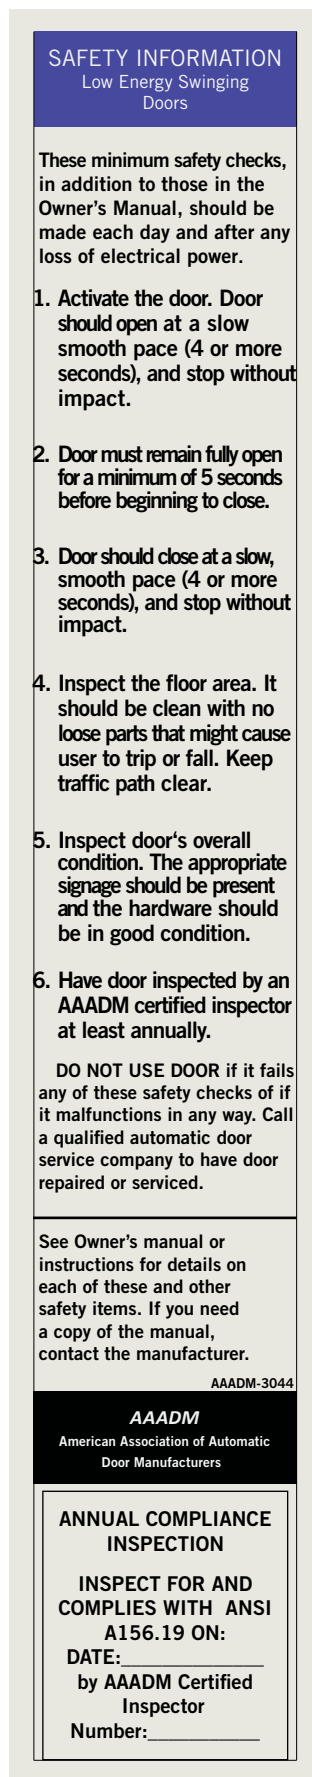 SAFETY INFORMATION
Low Energy Swinging
Doors
These minimum safety checks,
in addition to those in the
Owner’s Manual, should be
made each day and after any
loss of electrical power.
1. Activate the door. Door
should open at a slow
smooth pace (4 or more
seconds), and stop without
impact.
2. Door must remain fully open
for a minimum of 5 seconds
before beginning to close.
3. Door should close at a slow,
smooth pace (4 or more
seconds), and stop without
impact.
4. Inspect the floor area. It
should be clean with no
loose parts that might cause
user to trip or fall. Keep
traffic path clear.
5. Inspect door‘s overall
condition. The appropriate
signage should be present
and the hardware should
be in good condition.
6. Have door inspected by an
AAADM certified inspector
at least annually.
DO NOT USE DOOR if it fails
any of these safety checks of if
it malfunctions in any way. Call
a qualified automatic door
service company to have door
repaired or serviced.
See Owner’s manual or
instructions for details on
each of these and other
safety items. If you need
a copy of the manual,
contact the manufacturer.
AAADM-3044
AAADM
American Association of Automatic
Door Manufacturers
ANNUAL COMPLIANCE
INSPECTION
INSPECT FOR AND
COMPLIES WITH  ANSI
A156.19 ON:
DATE:______________
by AAADM Certified
Inspector
Number:___________